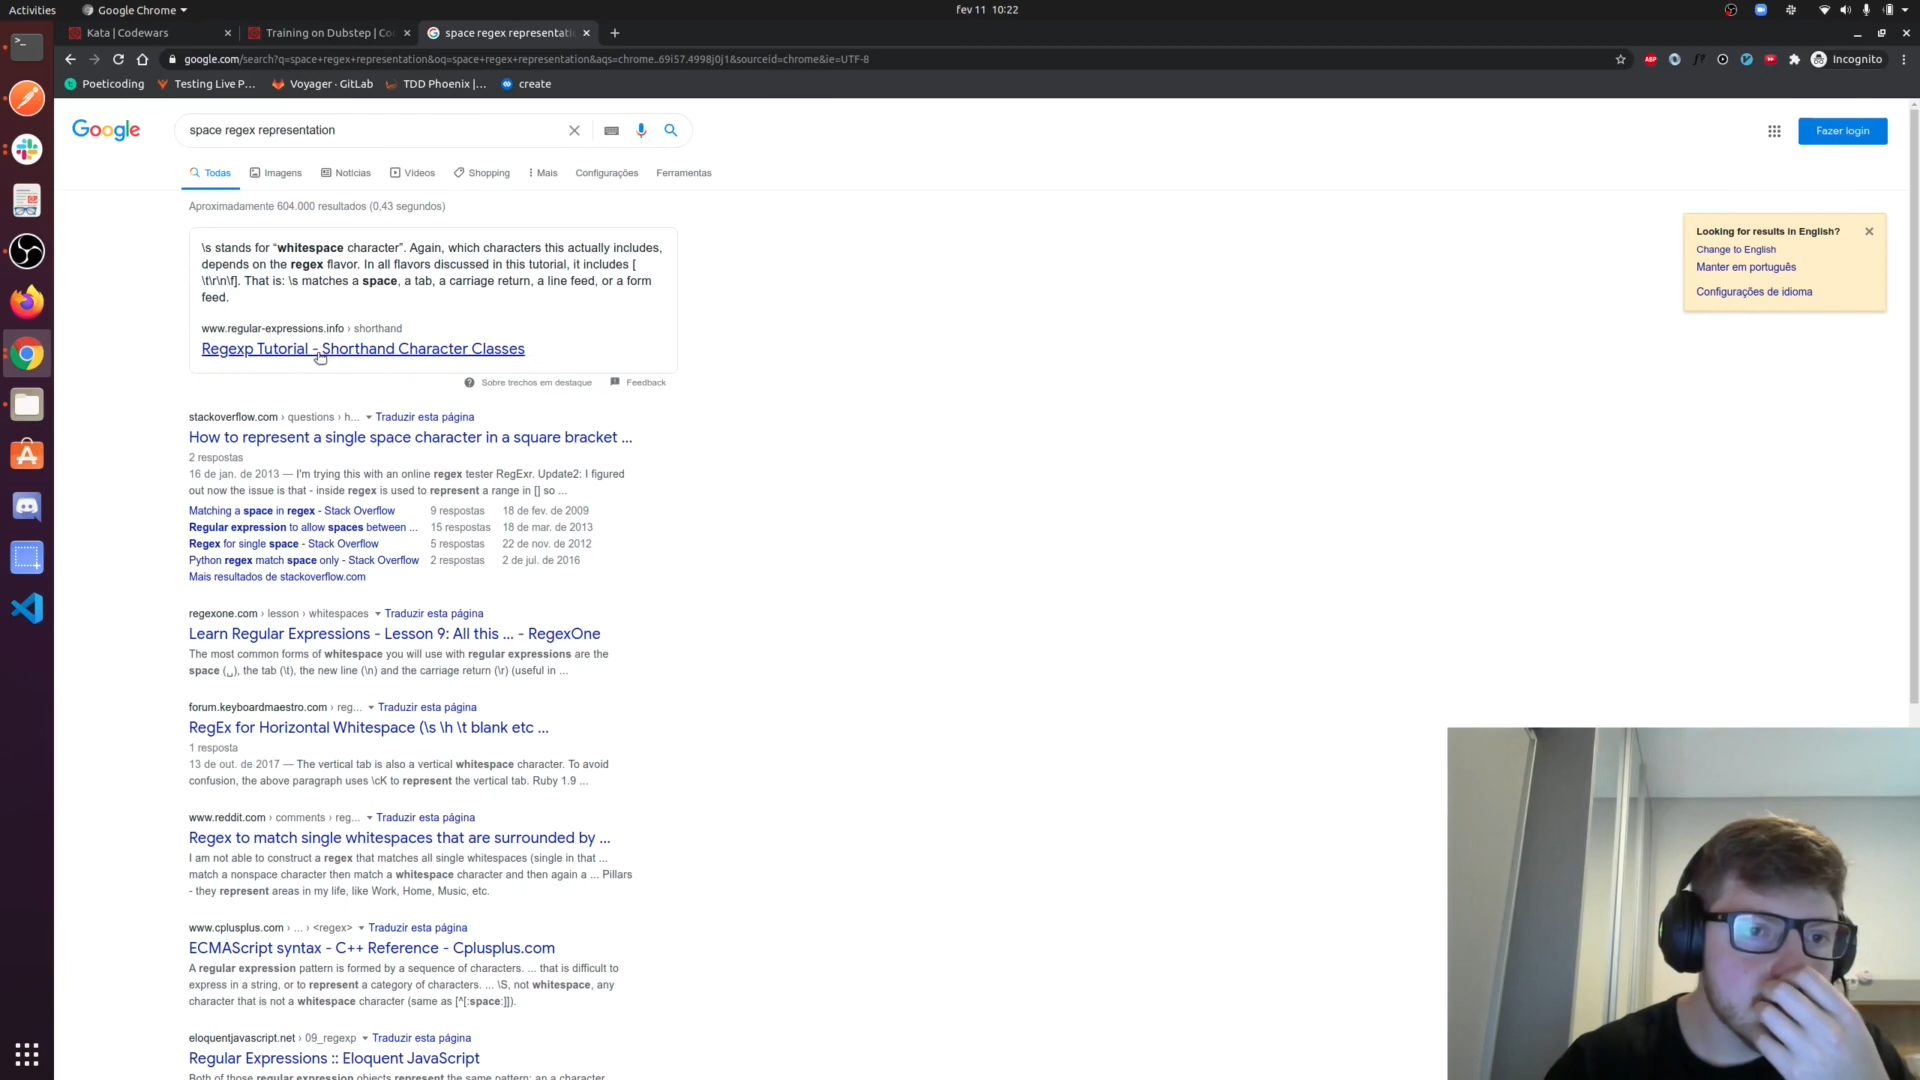 Activities
Google Chrome
fev 11 10:22
Kata | Codewars
Training on Dubstep | Co
space regex representatio
google.com/search?q=space+regex+representation&oq=space+regex+representation&aqs=chrome..69i57.4998j0j1&sourceid=chrome&ie=UTF-8
ABP
Incognito
Poeticoding
Testing Live P...
Voyager · GitLab
TDD Phoenix |...
create
Google
space regex representation
Fazer login
Todas
Imagens
Notícias
Vídeos
Shopping
Mais
Configurações
Ferramentas
Aproximadamente 604.000 resultados (0,43 segundos)
\s stands for “whitespace character”. Again, which characters this actually includes,
depends on the regex flavor. In all flavors discussed in this tutorial, it includes [
\t\r\n\f]. That is: \s matches a space, a tab, a carriage return, a line feed, or a form
feed.
www.regular-expressions.info › shorthand
Regexp Tutorial - Shorthand Character Classes
Sobre trechos em destaque
Feedback
Looking for results in English?
Change to English
Manter em português
Configurações de idioma
stackoverflow.com › questions › h... Traduzir esta página
How to represent a single space character in a square bracket ...
2 respostas
16 de jan. de 2013 — I'm trying this with an online regex tester RegExr. Update2: I figured
out now the issue is that - inside regex is used to represent a range in [] so ...
Matching a space in regex - Stack Overflow 9 respostas 18 de fev. de 2009
Regular expression to allow spaces between ... 15 respostas 18 de mar. de 2013
Regex for single space - Stack Overflow 5 respostas 22 de nov. de 2012
Python regex match space only - Stack Overflow 2 respostas 2 de jul. de 2016
Mais resultados de stackoverflow.com
regexone.com › lesson › whitespaces Traduzir esta página
Learn Regular Expressions - Lesson 9: All this ... - RegexOne
The most common forms of whitespace you will use with regular expressions are the
space (␣), the tab (\t), the new line (\n) and the carriage return (\r) (useful in ...
forum.keyboardmaestro.com › reg... Traduzir esta página
RegEx for Horizontal Whitespace (\s \h \t blank etc ...
1 resposta
13 de out. de 2017 — The vertical tab is also a vertical whitespace character. To avoid
confusion, the above paragraph uses \cK to represent the vertical tab. Ruby 1.9 ...
www.reddit.com › comments › reg... Traduzir esta página
Regex to match single whitespaces that are surrounded by ...
I am not able to construct a regex that matches all single whitespaces (single in that ...
match a nonspace character then match a whitespace character and then again a ... Pillars
- they represent areas in my life, like Work, Home, Music, etc.
www.cplusplus.com › ... › <regex> Traduzir esta página
ECMAScript syntax - C++ Reference - Cplusplus.com
A regular expression pattern is formed by a sequence of characters. ... that is difficult to
express in a string, or to represent a category of characters. ... \S, not whitespace, any
character that is not a whitespace character (same as [^[:space:]]).
eloquentjavascript.net › 09_regexp Traduzir esta página
Regular Expressions :: Eloquent JavaScript
Both of those regular expression objects represent the same pattern: an a character